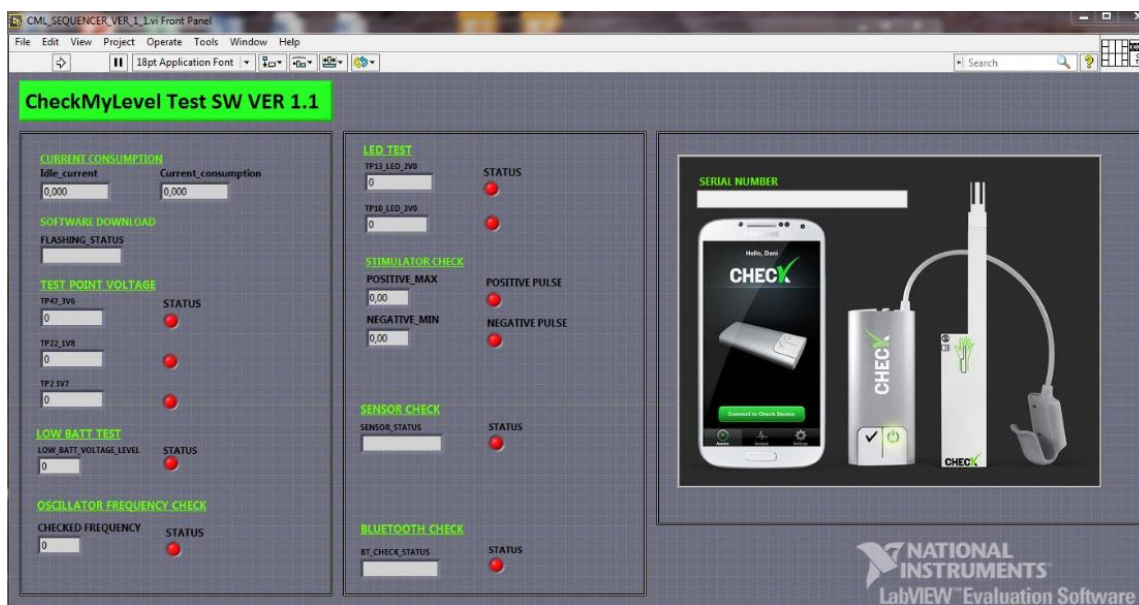 CML_SEQUENCER_VER_1_1.vi Front Panel
File Edit View Project Operate Tools Window Help
18pt Application Font
Search
CheckMyLevel Test SW VER 1.1
CURRENT CONSUMPTION
Idle_current Current_consumption
0,000 0,000
SOFTWARE DOWNLOAD
FLASHING_STATUS
TEST POINT VOLTAGE
TP47_3V6 STATUS
0
TP22_1V8
0
TP2 3V7
0
LOW BATT TEST
LOW_BATT_VOLTAGE_LEVEL STATUS
0
OSCILLATOR FREQUENCY CHECK
CHECKED FREQUENCY STATUS
0
LED TEST
TP13_LED_2V0 STATUS
0
TP10_LED_3V0
0
STIMULATOR CHECK
POSITIVE_MAX POSITIVE PULSE
0,00
NEGATIVE_MIN NEGATIVE PULSE
0,00
SENSOR CHECK
SENSOR_STATUS STATUS
BLUETOOTH CHECK
BT_CHECK_STATUS STATUS
SERIAL NUMBER
Hello, Dani
CHECK
Connect to Check Device
Settings
CHECK
CHECK
NATIONAL
INSTRUMENTS
LabVIEW™ Evaluation Software